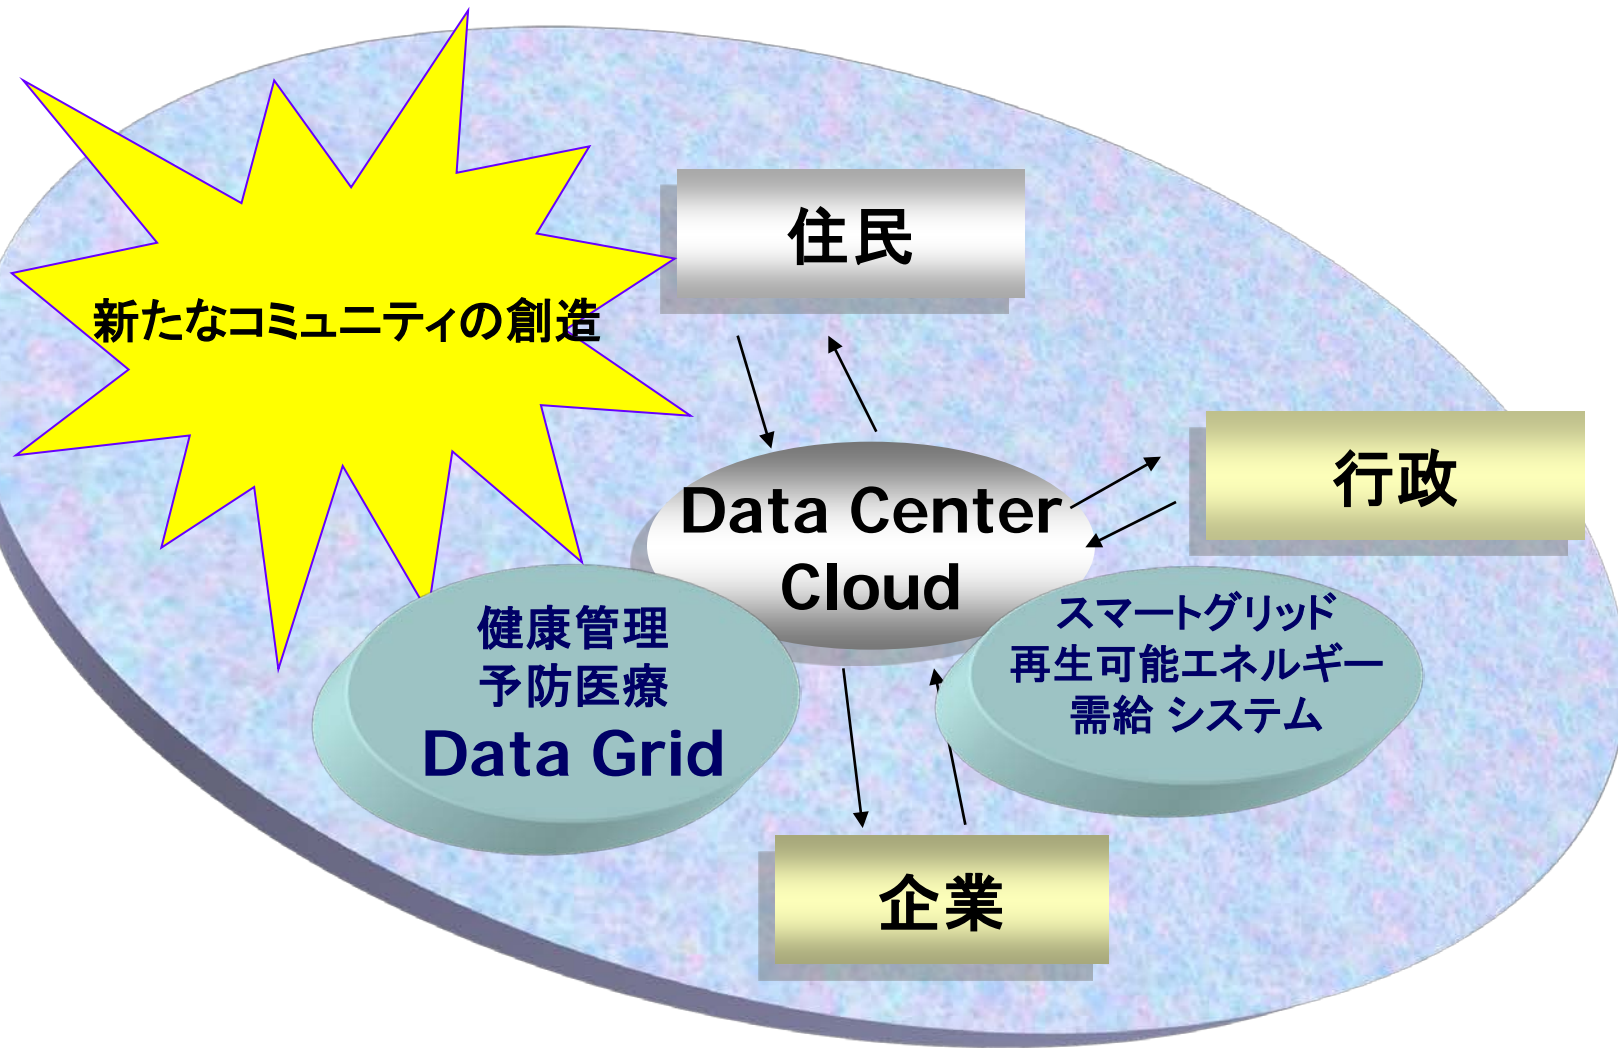 住民
新たなコミュニティの創造
行政
Data Center
Cloud
健康管理
予防医療
Data Grid
スマートグリッド
再生可能エネルギー
需給 システム
企業